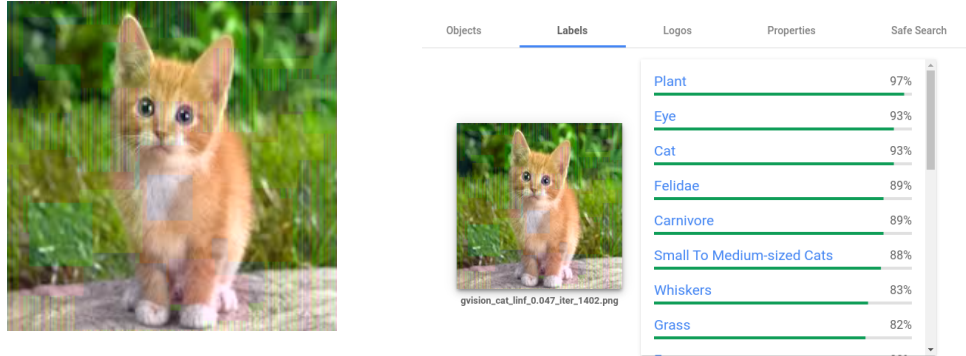 Objects Labels Logos Properties Safe Search
Plant 97%
Eye 93%
Cat 93%
Felidae 89%
Carnivore 89%
Small To Medium-sized Cats 88%
Whiskers 83%
Grass 82%
gvision_cat_linf_0.047_iter_1402.png